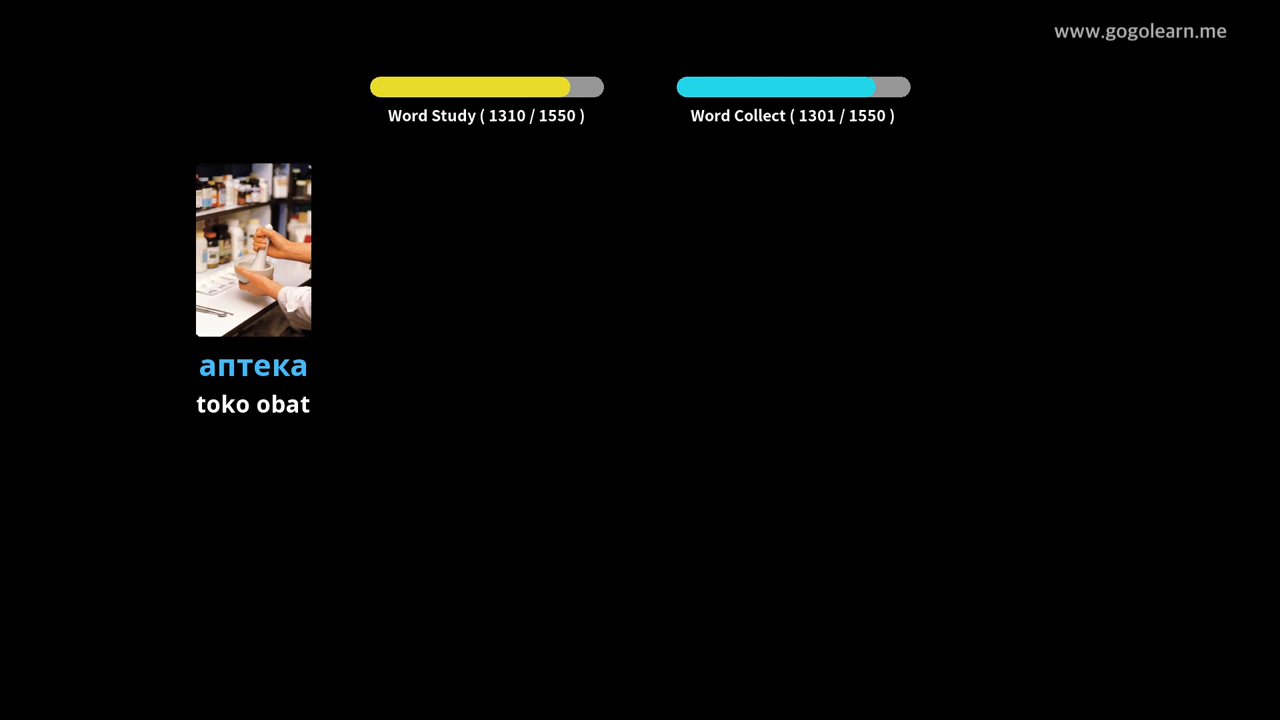 www.gogolearn.me
Word Study ( 1310 / 1550 )
Word Collect ( 1301 / 1550 )
аптека
toko obat